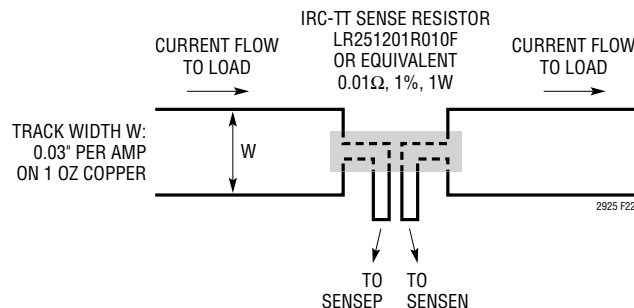 IRC-TT SENSE RESISTOR
LR251201R010F
OR EQUIVALENT
0.01Ω, 1%, 1W
CURRENT FLOW
TO LOAD
CURRENT FLOW
TO LOAD
TRACK WIDTH W:
0.03" PER AMP
ON 1 OZ COPPER
W
2925 F22
TO
SENSEP
TO
SENSEN